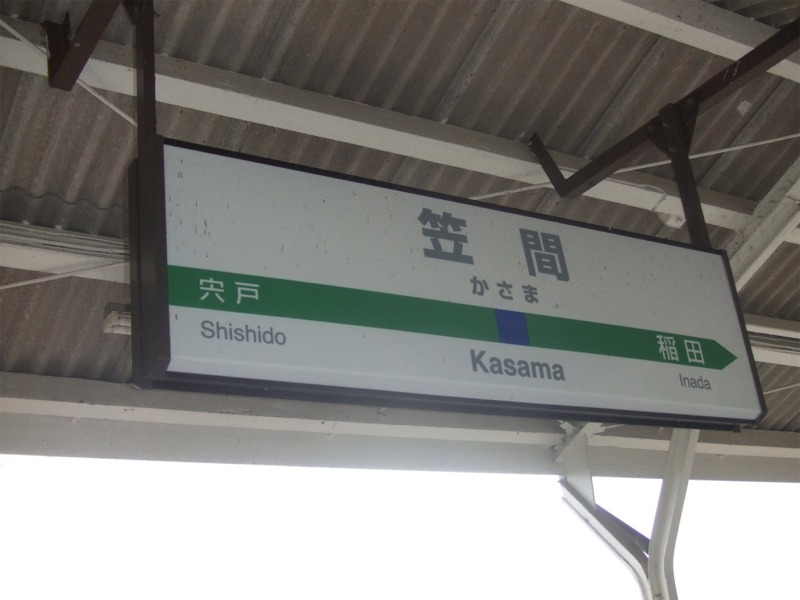 笠間
かさま
宍戸
稲田
Shishido
Kasama
Inada